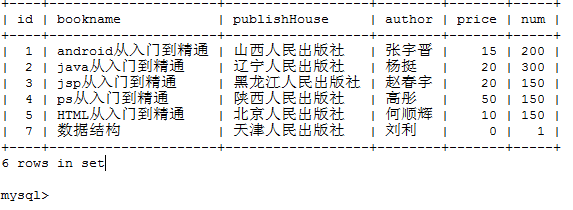 | id | bookname | publishHouse | author | price | num |
| 1 | android从入门到精通 | 山西人民出版社 | 张宇晋 | 15 | 200 |
| 2 | java从入门到精通 | 辽宁人民出版社 | 杨挺 | 20 | 300 |
| 3 | jsp从入门到精通 | 黑龙江人民出版社 | 赵春宇 | 20 | 150 |
| 4 | ps从入门到精通 | 陕西人民出版社 | 高彤 | 50 | 150 |
| 5 | HTML从入门到精通 | 北京人民出版社 | 何顺辉 | 10 | 150 |
| 7 | 数据结构 | 天津人民出版社 | 刘利 | 0 | 1 |
6 rows in set
mysql>